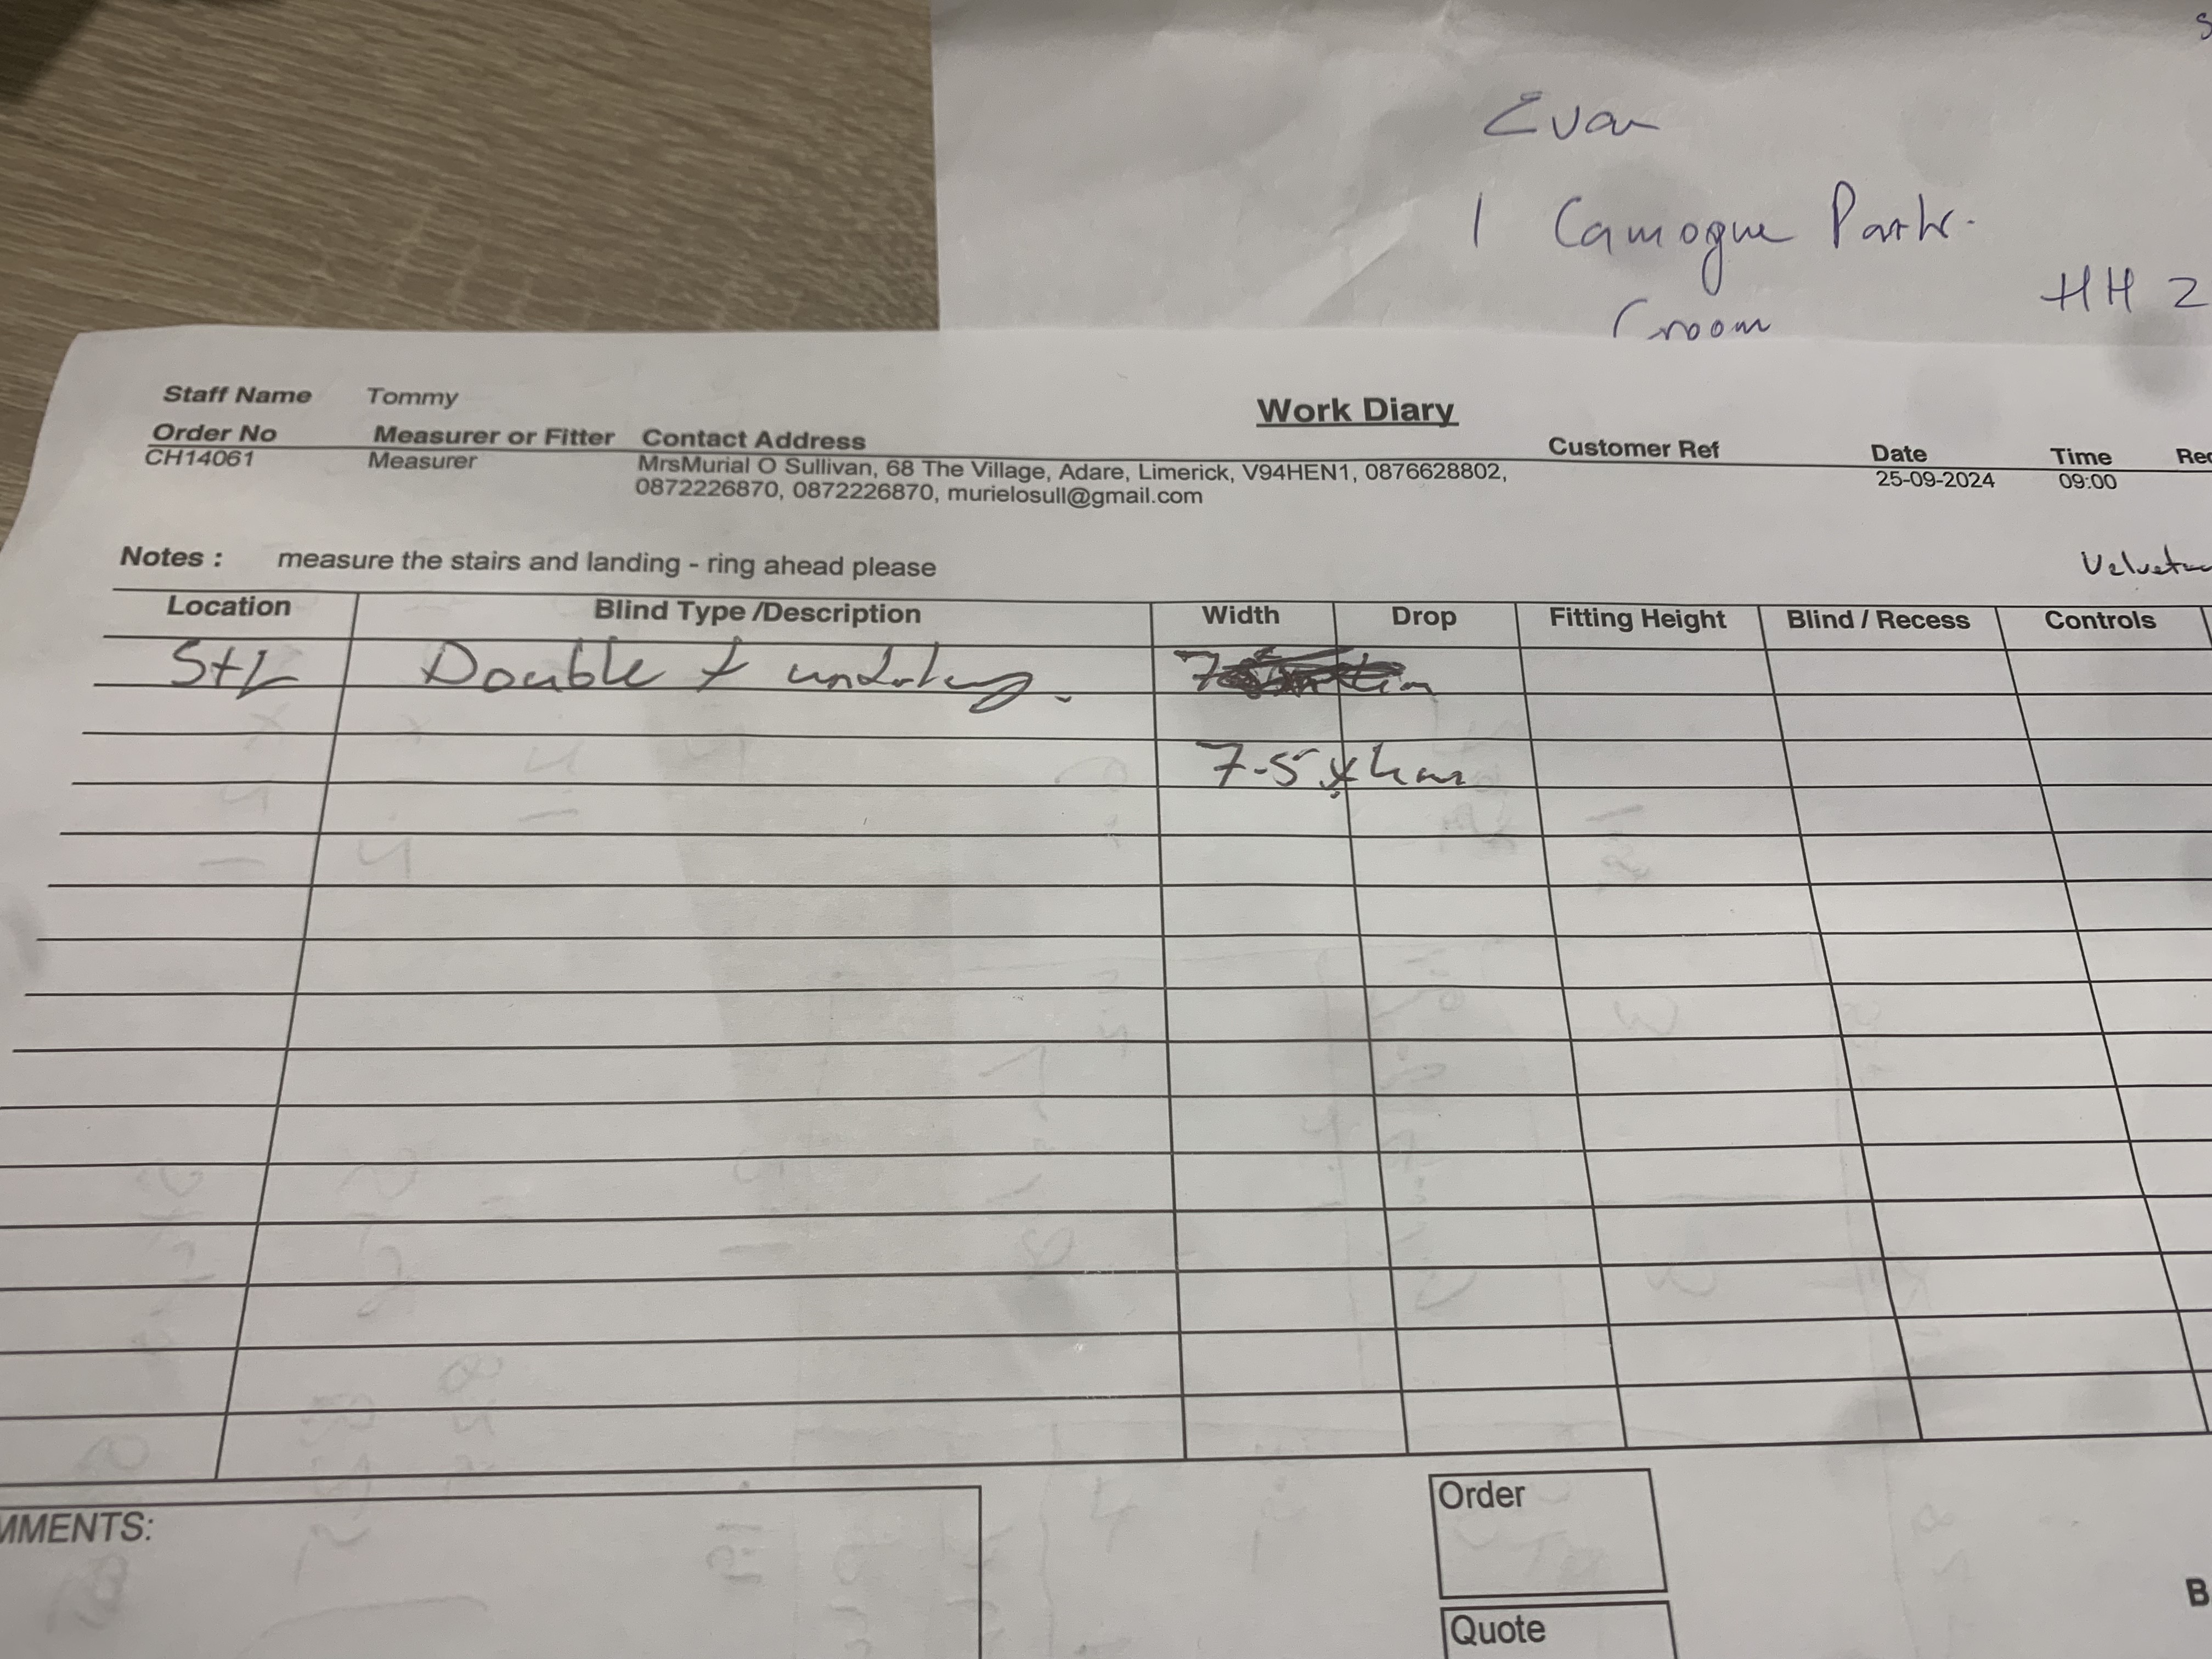 Evan
1 Camogue Park.
Croom
HH 2
Work Diary
Staff Name Tommy
Order No Measurer or Fitter Contact Address Customer Ref Date Time Rec
CH14061 Measurer MrsMurial O Sullivan, 68 The Village, Adare, Limerick, V94HEN1, 0876628802, 25-09-2024 09:00
0872226870, 0872226870, murielosull@gmail.com
Notes : measure the stairs and landing - ring ahead please
Location Blind Type /Description Width Drop Fitting Height Blind / Recess Controls
S+L Double + underlay.
7.5 x 4m
MMENTS:
Order
Quote
B